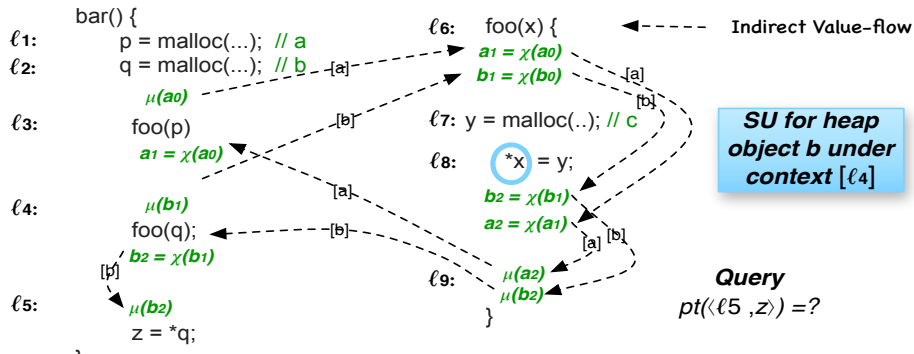 bar() {
ℓ1: p = malloc(...); // a
ℓ2: q = malloc(...); // b
μ(a0)
ℓ3: foo(p)
a1 = χ(a0)
μ(b1)
ℓ4: foo(q);
b2 = χ(b1)
ℓ5: μ(b2)
z = *q;
}
[a]
[b]
[a]
[b]
[b]
ℓ6: foo(x) {
a1 = χ(a0)
b1 = χ(b0)
ℓ7: y = malloc(..); // c
ℓ8: *x = y;
b2 = χ(b1)
a2 = χ(a1)
ℓ9: μ(a2)
μ(b2)
}
[a]
[b]
[b]
[a]
Indirect Value-flow
SU for heap
object b under
context [ℓ4]
Query
pt(⟨ℓ5 ,z⟩) =?